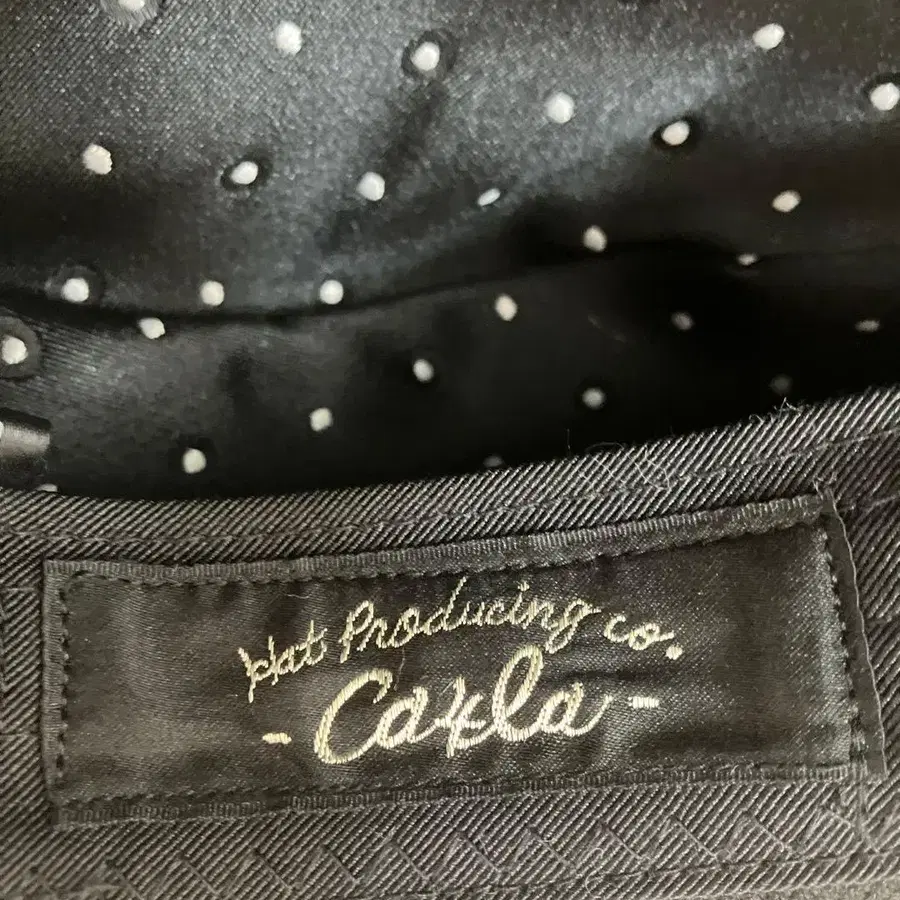 Hat Producing co.
- Ca4la -